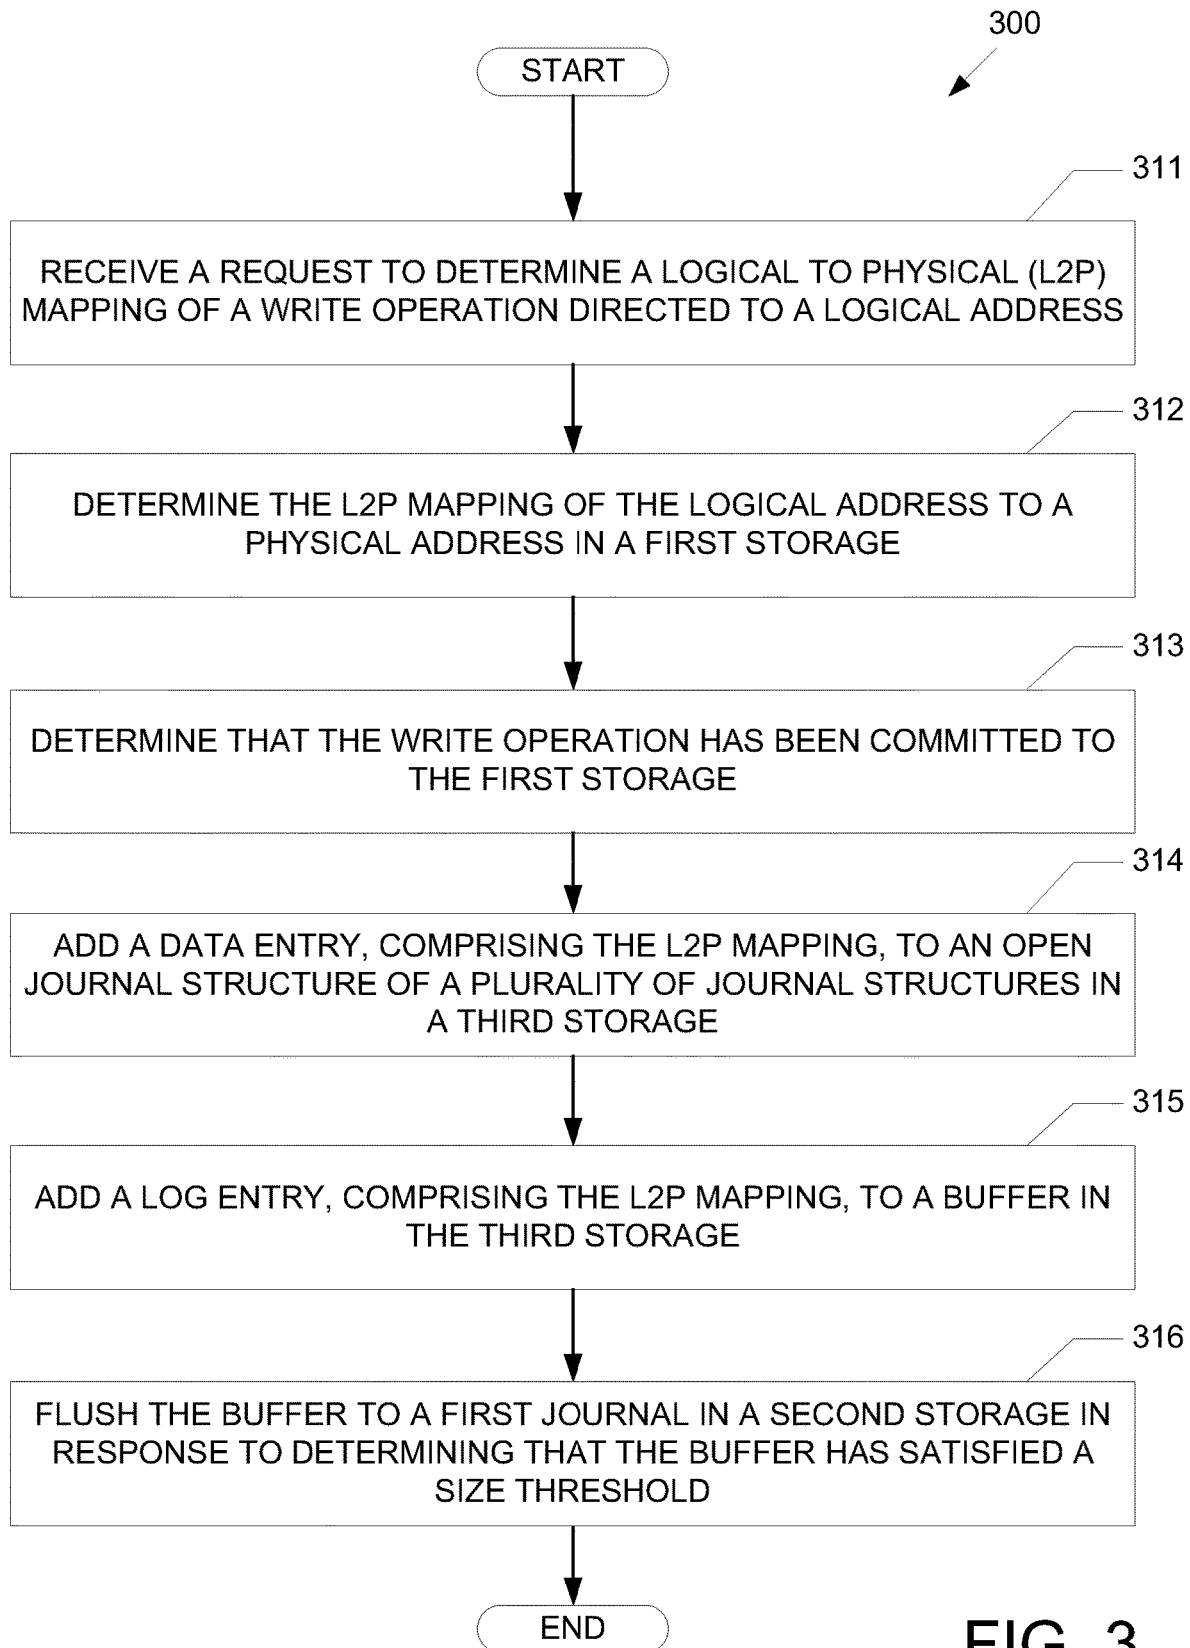 300
START
311
RECEIVE A REQUEST TO DETERMINE A LOGICAL TO PHYSICAL (L2P)
MAPPING OF A WRITE OPERATION DIRECTED TO A LOGICAL ADDRESS
312
DETERMINE THE L2P MAPPING OF THE LOGICAL ADDRESS TO A
PHYSICAL ADDRESS IN A FIRST STORAGE
313
DETERMINE THAT THE WRITE OPERATION HAS BEEN COMMITTED TO
THE FIRST STORAGE
314
ADD A DATA ENTRY, COMPRISING THE L2P MAPPING, TO AN OPEN
JOURNAL STRUCTURE OF A PLURALITY OF JOURNAL STRUCTURES IN
A THIRD STORAGE
315
ADD A LOG ENTRY, COMPRISING THE L2P MAPPING, TO A BUFFER IN
THE THIRD STORAGE
316
FLUSH THE BUFFER TO A FIRST JOURNAL IN A SECOND STORAGE IN
RESPONSE TO DETERMINING THAT THE BUFFER HAS SATISFIED A
SIZE THRESHOLD
END
FIG. 3